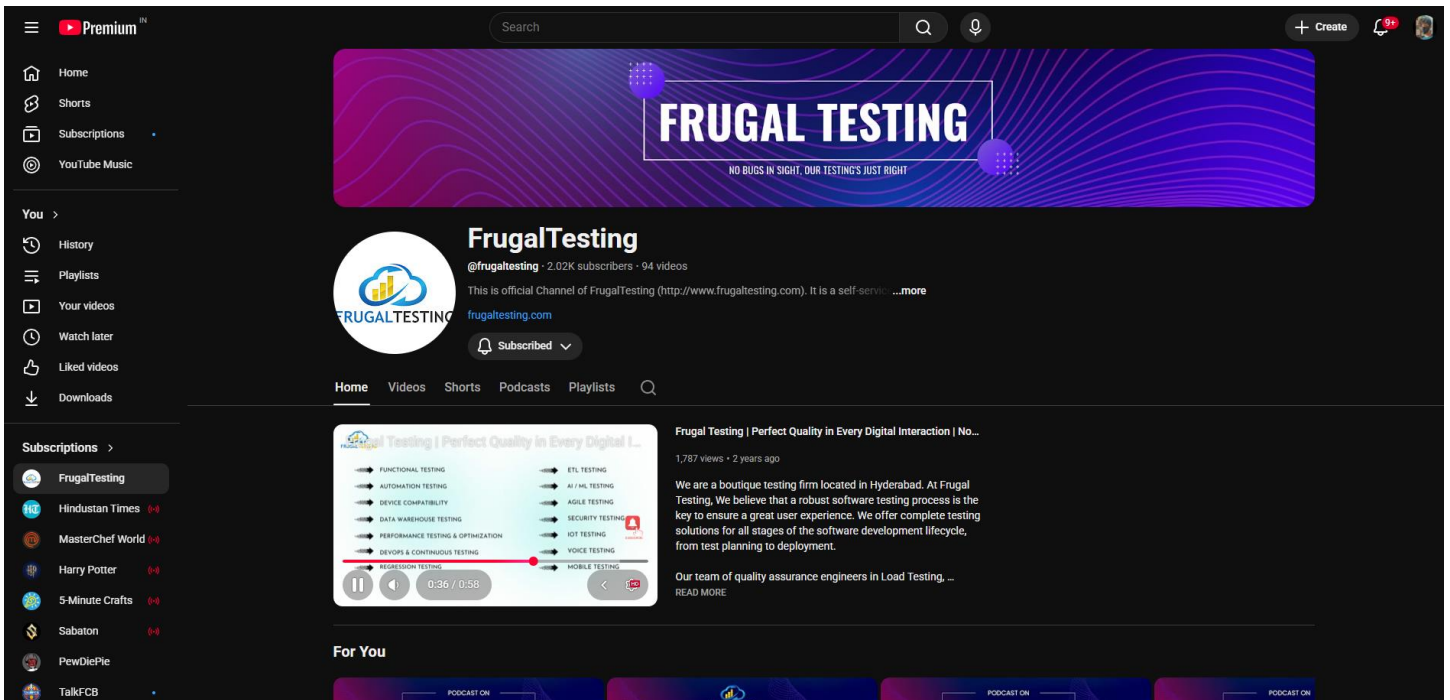 Premium IN
Search
Create
9+
Home
Shorts
Subscriptions
YouTube Music
You
History
Playlists
Your videos
Watch later
Liked videos
Downloads
Subscriptions
FrugalTesting
Hindustan Times
MasterChef World
Harry Potter
5-Minute Crafts
Sabaton
PewDiePie
TalkFCB
FRUGAL TESTING
NO BUGS IN SIGHT, OUR TESTING'S JUST RIGHT
FRUGALTESTING
FrugalTesting
@frugaltesting · 2.02K subscribers · 94 videos
This is official Channel of FrugalTesting (http://www.frugaltesting.com). It is a self-servic ...more
frugaltesting.com
Subscribed
Home Videos Shorts Podcasts Playlists
Testing | Perfect Quality in Every Digital I...
FUNCTIONAL TESTING
AUTOMATION TESTING
DEVICE COMPATIBILITY
DATA WAREHOUSE TESTING
PERFORMANCE TESTING & OPTIMIZATION
DEVOPS & CONTINUOUS TESTING
REGRESSION TESTING
ETL TESTING
AI / ML TESTING
AGILE TESTING
SECURITY TESTING
IOT TESTING
VOICE TESTING
MOBILE TESTING
0:36 / 0:58
HD
Frugal Testing | Perfect Quality in Every Digital Interaction | No...
1,787 views • 2 years ago
We are a boutique testing firm located in Hyderabad. At Frugal
Testing, We believe that a robust software testing process is the
key to ensure a great user experience. We offer complete testing
solutions for all stages of the software development lifecycle,
from test planning to deployment.
Our team of quality assurance engineers in Load Testing, ...
READ MORE
For You
PODCAST ON
PODCAST ON
PODCAST ON